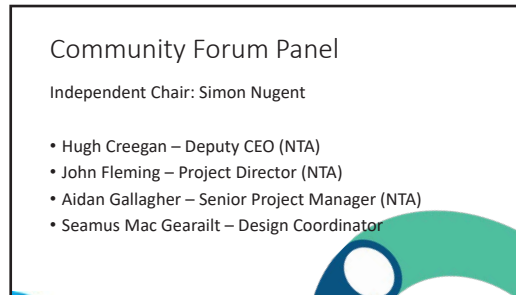 Community Forum Panel
Independent Chair: Simon Nugent
• Hugh Creegan – Deputy CEO (NTA)
• John Fleming – Project Director (NTA)
• Aidan Gallagher – Senior Project Manager (NTA)
• Seamus Mac Gearailt – Design Coordinator